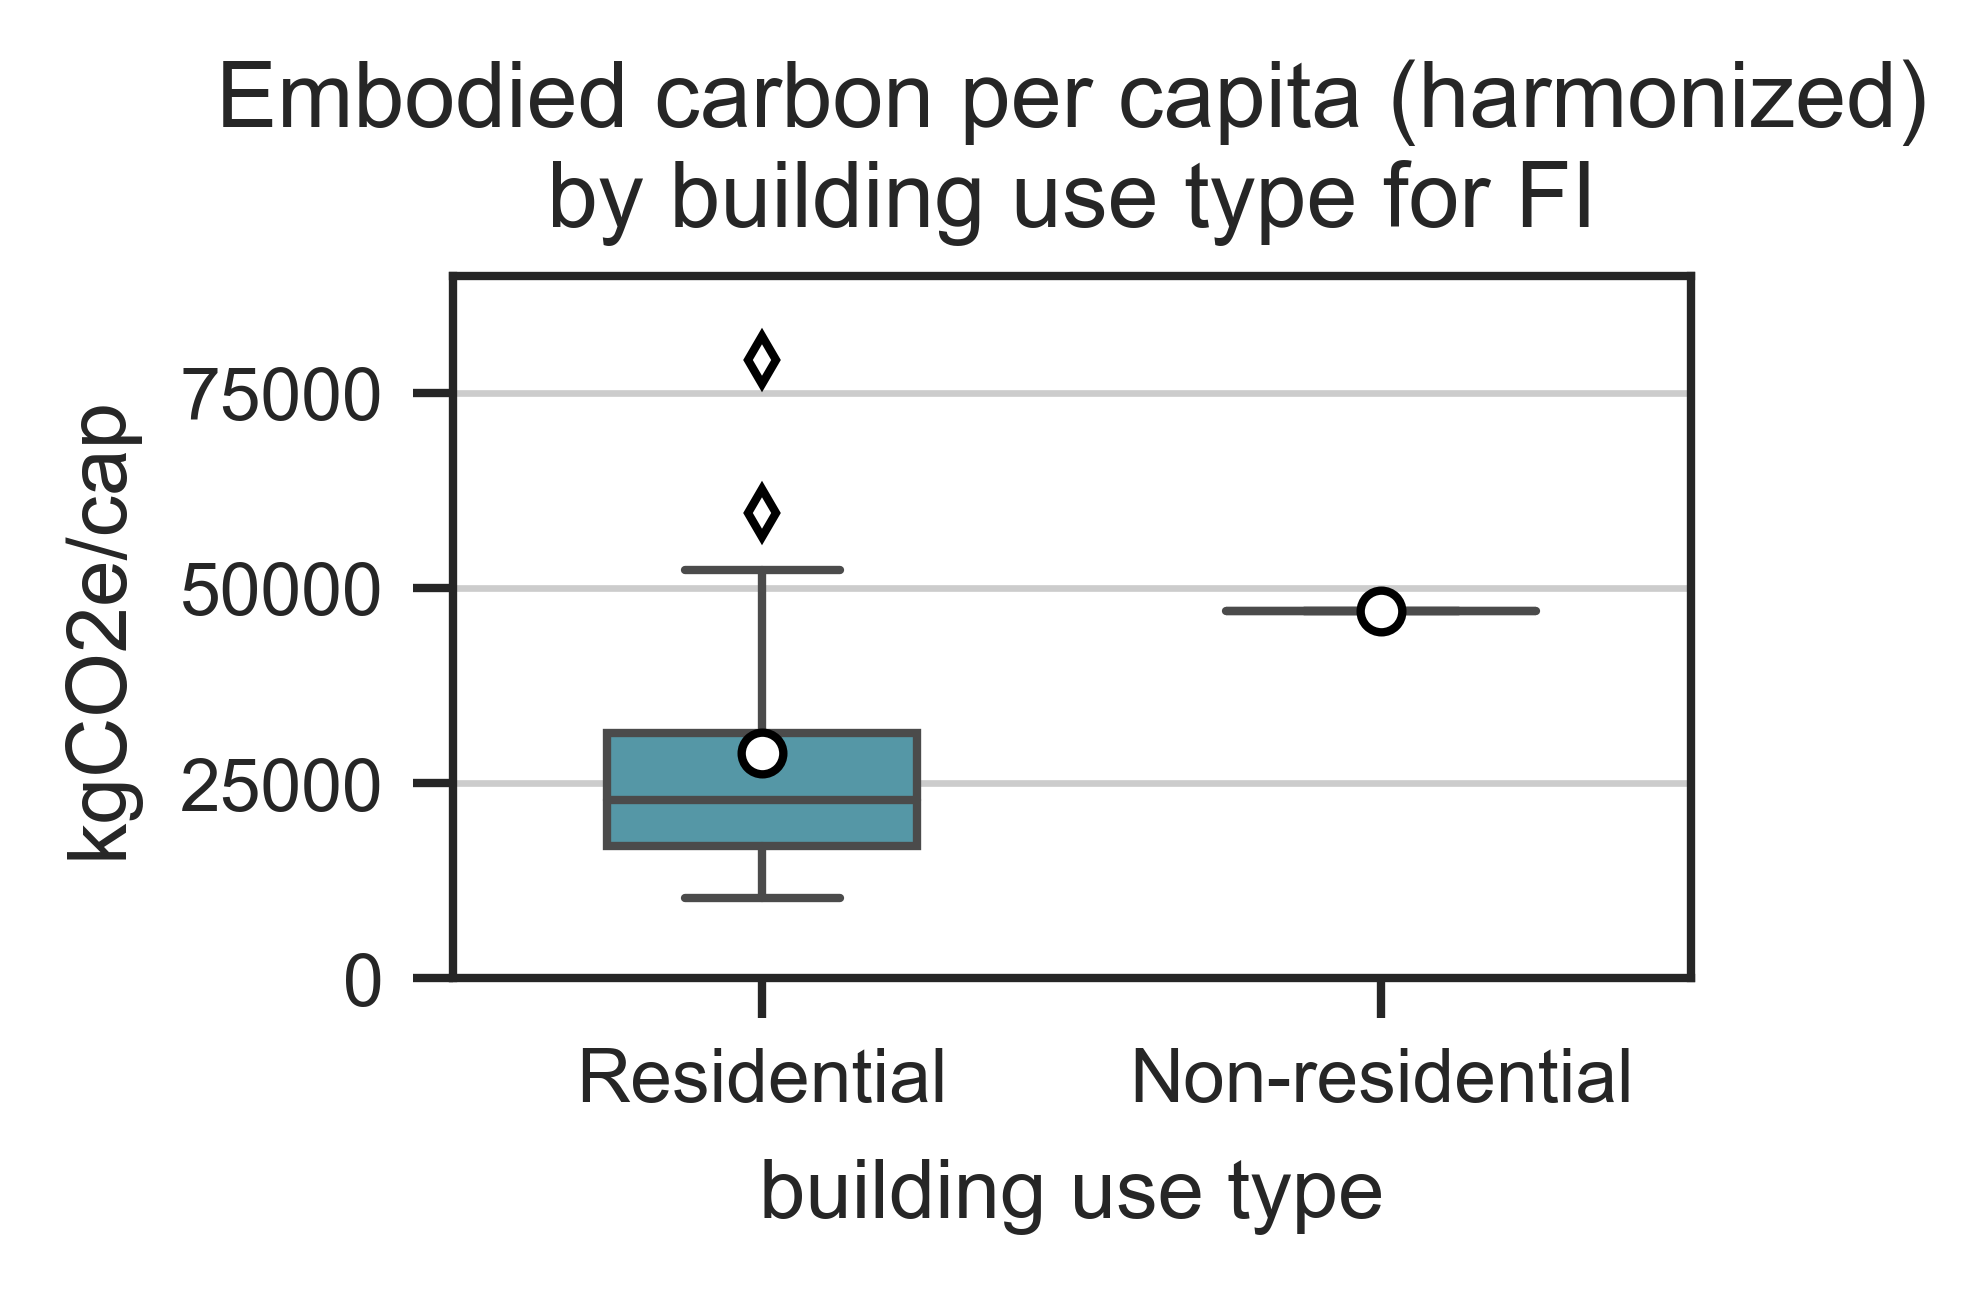 Embodied carbon per capita (harmonized)
by building use type for FI
kgCO2e/cap
75000
50000
25000
0
Residential
Non-residential
building use type